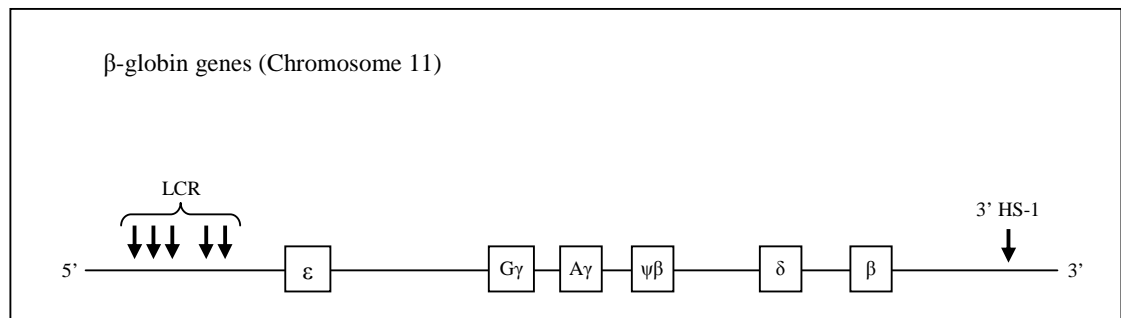 β-globin genes (Chromosome 11)
LCR
3’ HS-1
5’ ε Gγ Aγ ψβ δ β 3’